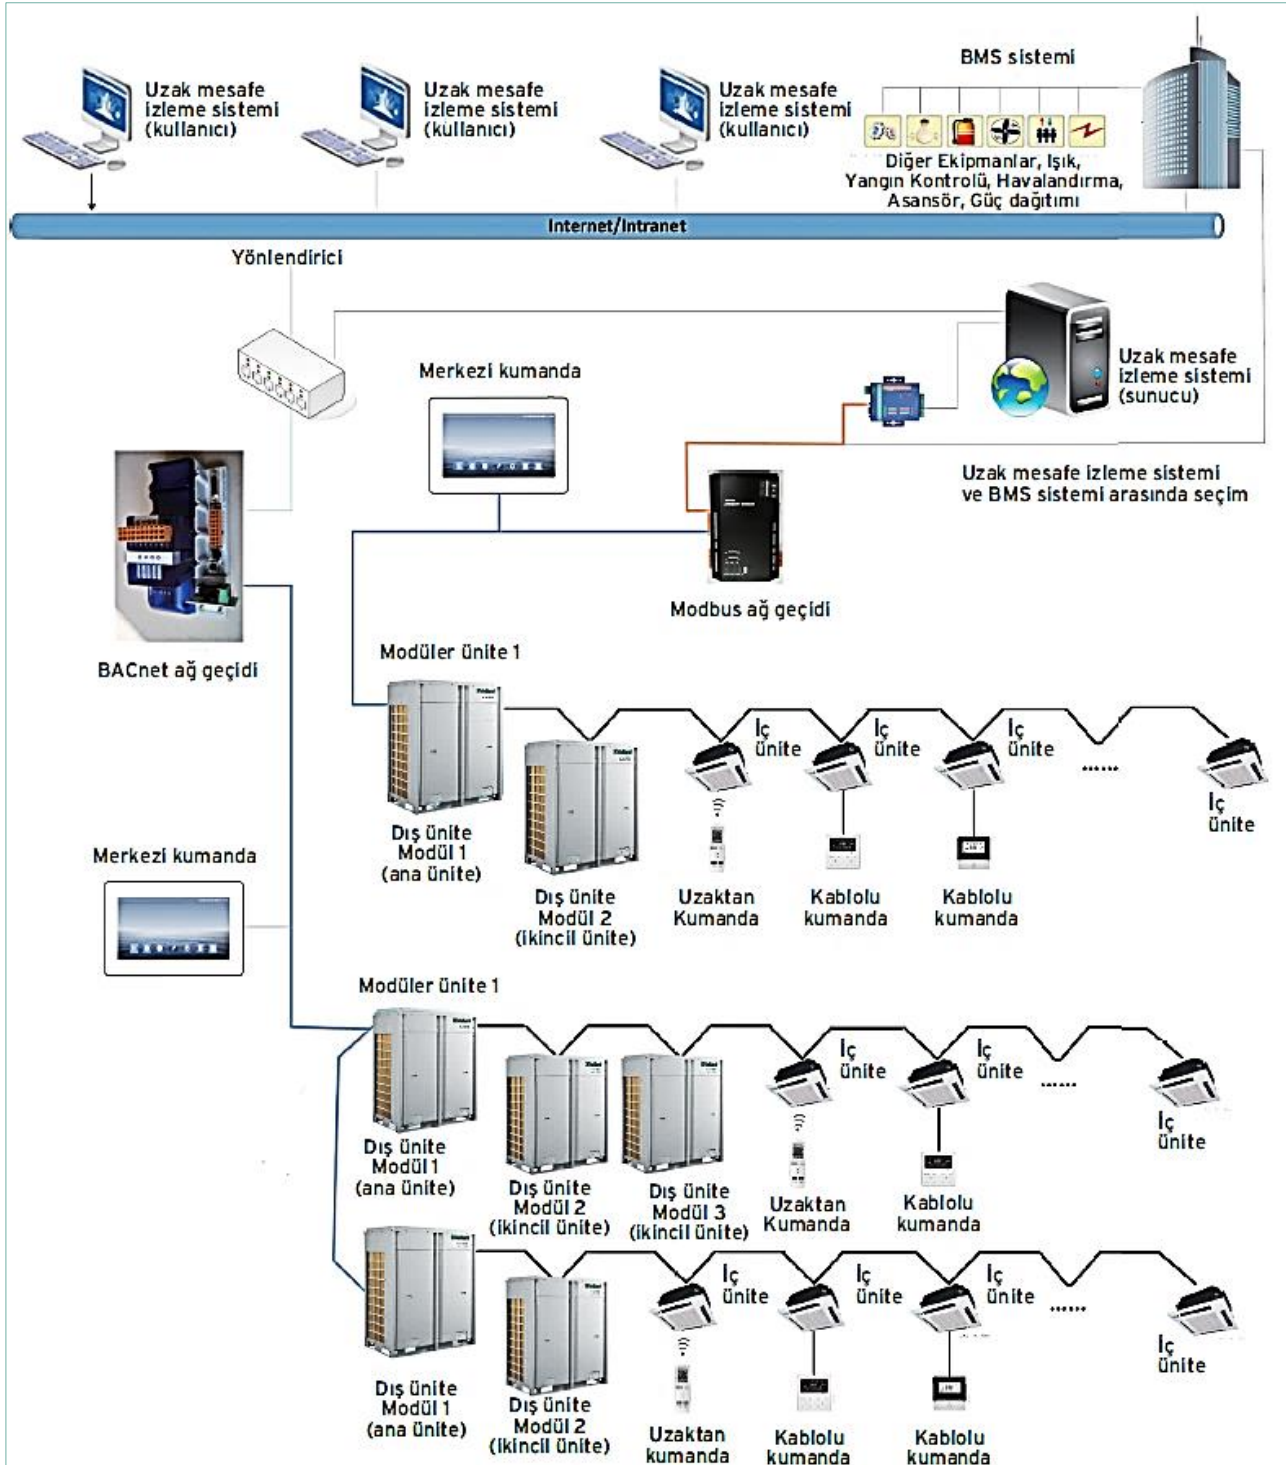 BMS sistemi
Uzak mesafe
izleme sistemi
(kullanıcı)
Uzak mesafe
izleme sistemi
(kullanıcı)
Uzak mesafe
izleme sistemi
(kullanıcı)
Diğer Ekipmanlar, Işık,
Yangın Kontrolü, Havalandırma,
Asansör, Güç dağıtımı
Internet/Intranet
Yönlendirici
Merkezi kumanda
Uzak mesafe
izleme sistemi
(sunucu)
Uzak mesafe izleme sistemi
ve BMS sistemi arasında seçim
Modbus ağ geçidi
BACnet ağ geçidi
Modüler ünite 1
İç
ünite
İç
ünite
İç
ünite
İç
ünite
Dış ünite
Modül 1
(ana ünite)
Dış ünite
Modül 2
(ikincil ünite)
Uzaktan
Kumanda
Kablolu
kumanda
Kablolu
kumanda
Merkezi kumanda
Modüler ünite 1
İç
ünite
İç
ünite
İç
ünite
Dış ünite
Modül 1
(ana ünite)
Dış ünite
Modül 2
(ikincil ünite)
Dış ünite
Modül 3
(ikincil ünite)
Uzaktan
Kumanda
Kablolu
kumanda
İç
ünite
İç
ünite
İç
ünite
İç
ünite
Dış ünite
Modül 1
(ana ünite)
Dış ünite
Modül 2
(ikincil ünite)
Uzaktan
kumanda
Kablolu
kumanda
Kablolu
kumanda